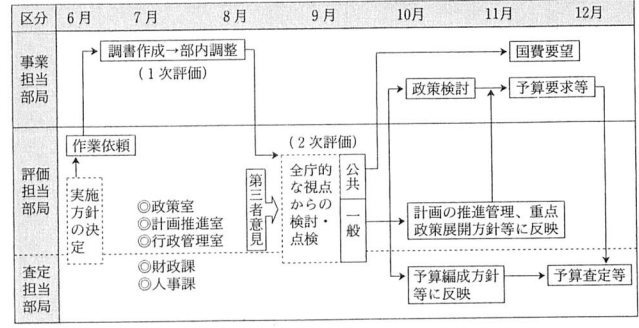 区分 6月 7月 8月 9月 10月 11月 12月
事業
担当
部局
調書作成→部内調整
(1次評価)
国費要望
政策検討
予算要求等
評価
担当
部局
作業依頼
実施
方針
の決
定
◎政策室
◎計画推進室
◎行政管理室
第三者意見
(2次評価)
全庁的
な視点
からの
検討・
点検
公共
一般
計画の推進管理、重点
政策展開方針等に反映
査定
担当
部局
◎財政課
◎人事課
予算編成方針
等に反映
予算査定等